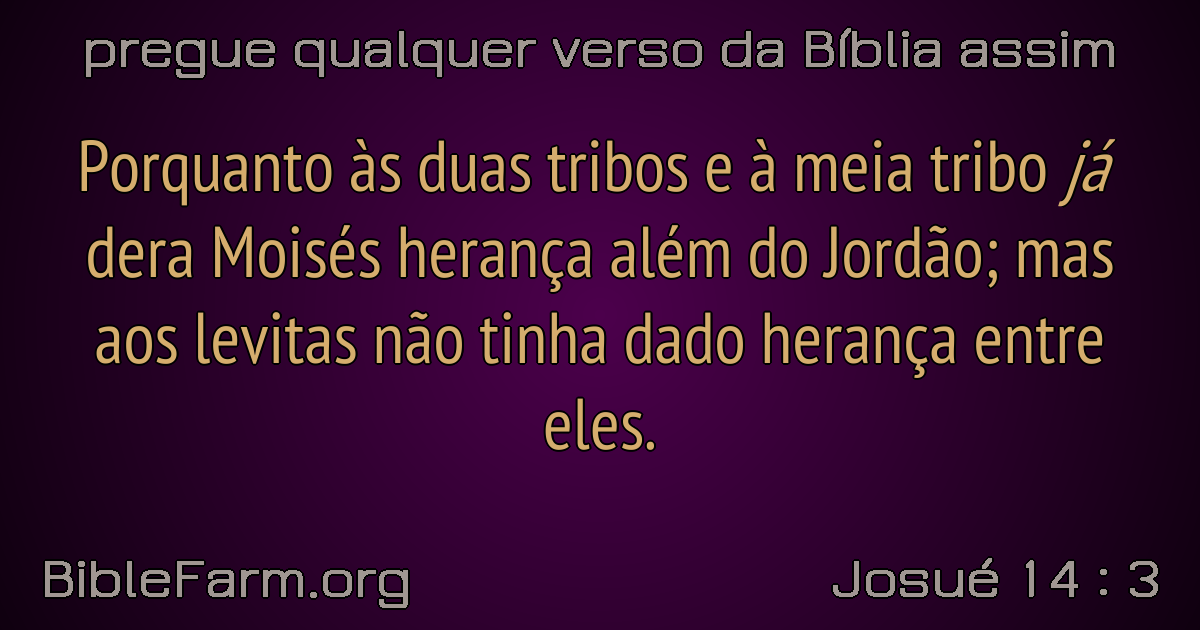 pregue qualquer verso da Bíblia assim
Porquanto às duas tribos e à meia tribo já
dera Moisés herança além do Jordão; mas
aos levitas não tinha dado herança entre
eles.
BibleFarm.org
Josué 14 : 3